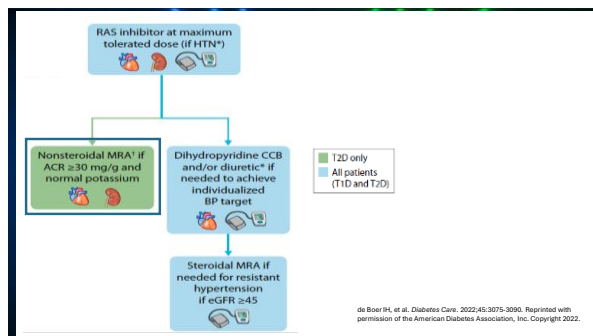 RAS inhibitor at maximum
tolerated dose (if HTN*)
Nonsteroidal MRA† if
ACR ≥30 mg/g and
normal potassium
Dihydropyridine CCB
and/or diuretic* if
needed to achieve
individualized
BP target
Steroidal MRA if
needed for resistant
hypertension
if eGFR ≥45
T2D only
All patients
(T1D and T2D)
de Boer IH, et al. Diabetes Care. 2022;45:3075-3090. Reprinted with
permission of the American Diabetes Association, Inc. Copyright 2022.